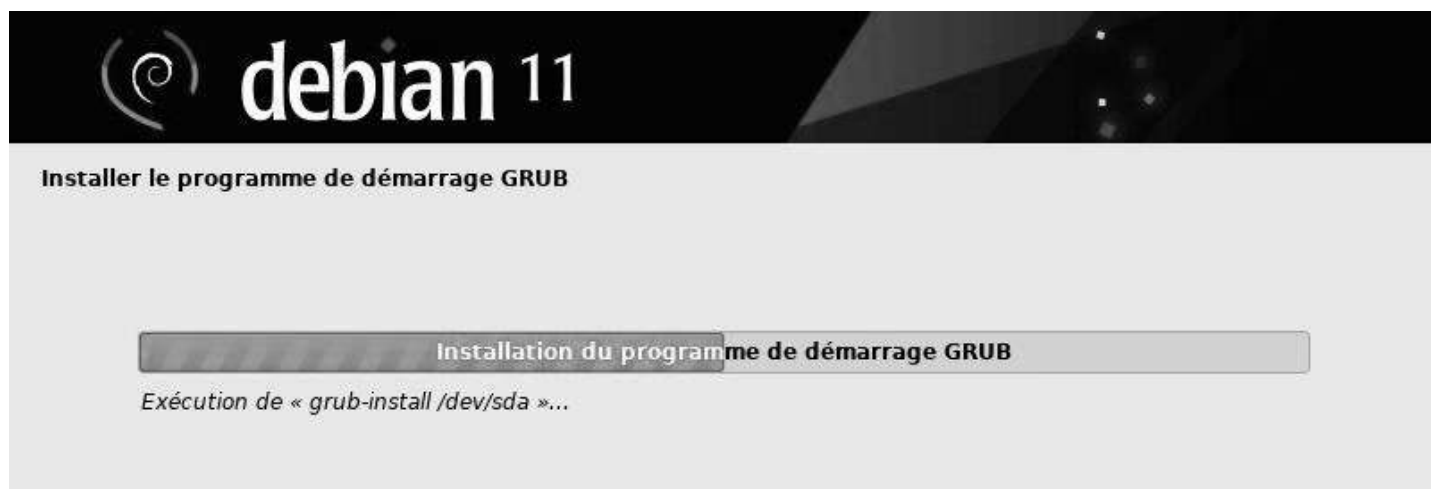 debian 11
Installer le programme de démarrage GRUB
Installation du programme de démarrage GRUB
Exécution de « grub-install /dev/sda »...